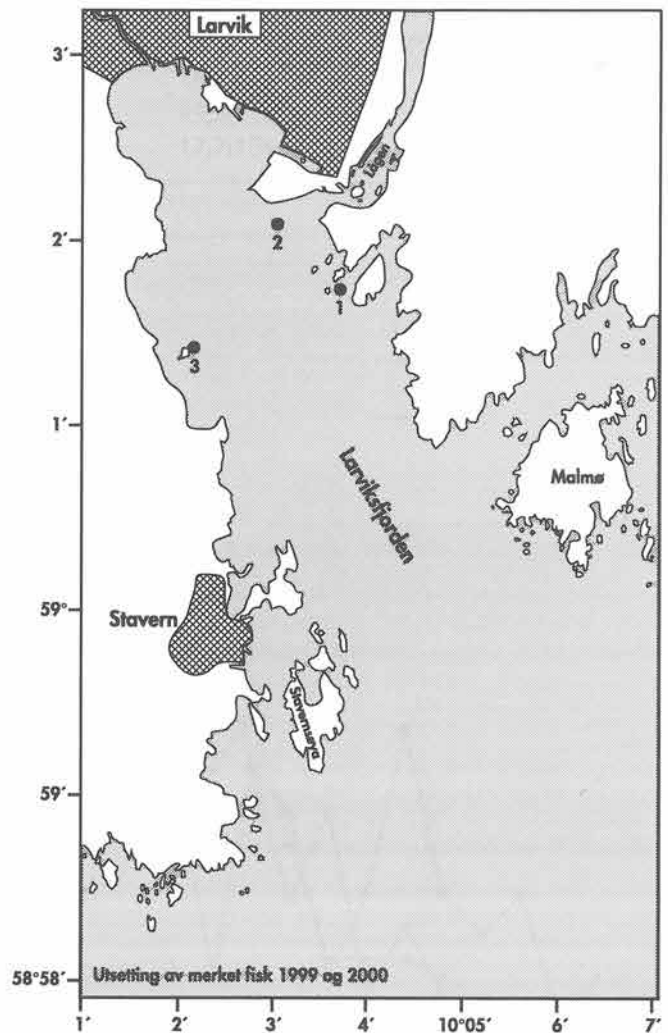 Larvik
3´
Lågen
2´
2
1
3
1´
Larviksfjorden
Malmø
59°
Stavern
Stavernsøya
59´
58°58´
Utsetting av merket fisk 1999 og 2000
1´ 2´ 3´ 4´ 10°05´ 6´ 7´